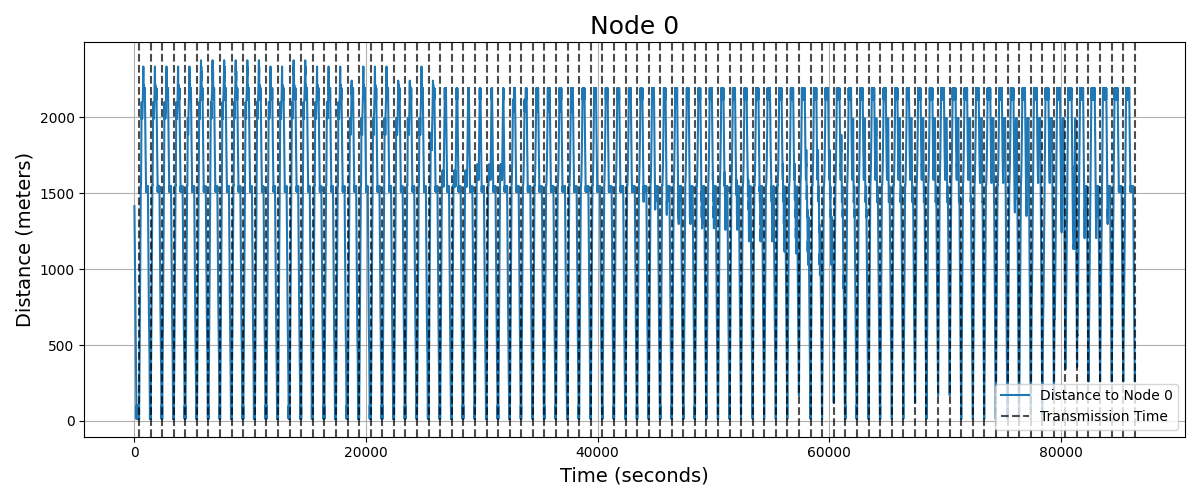 Node 0
Distance (meters)
2000
1500
1000
500
0
0 20000 40000 60000 80000
Time (seconds)
Distance to Node 0
Transmission Time